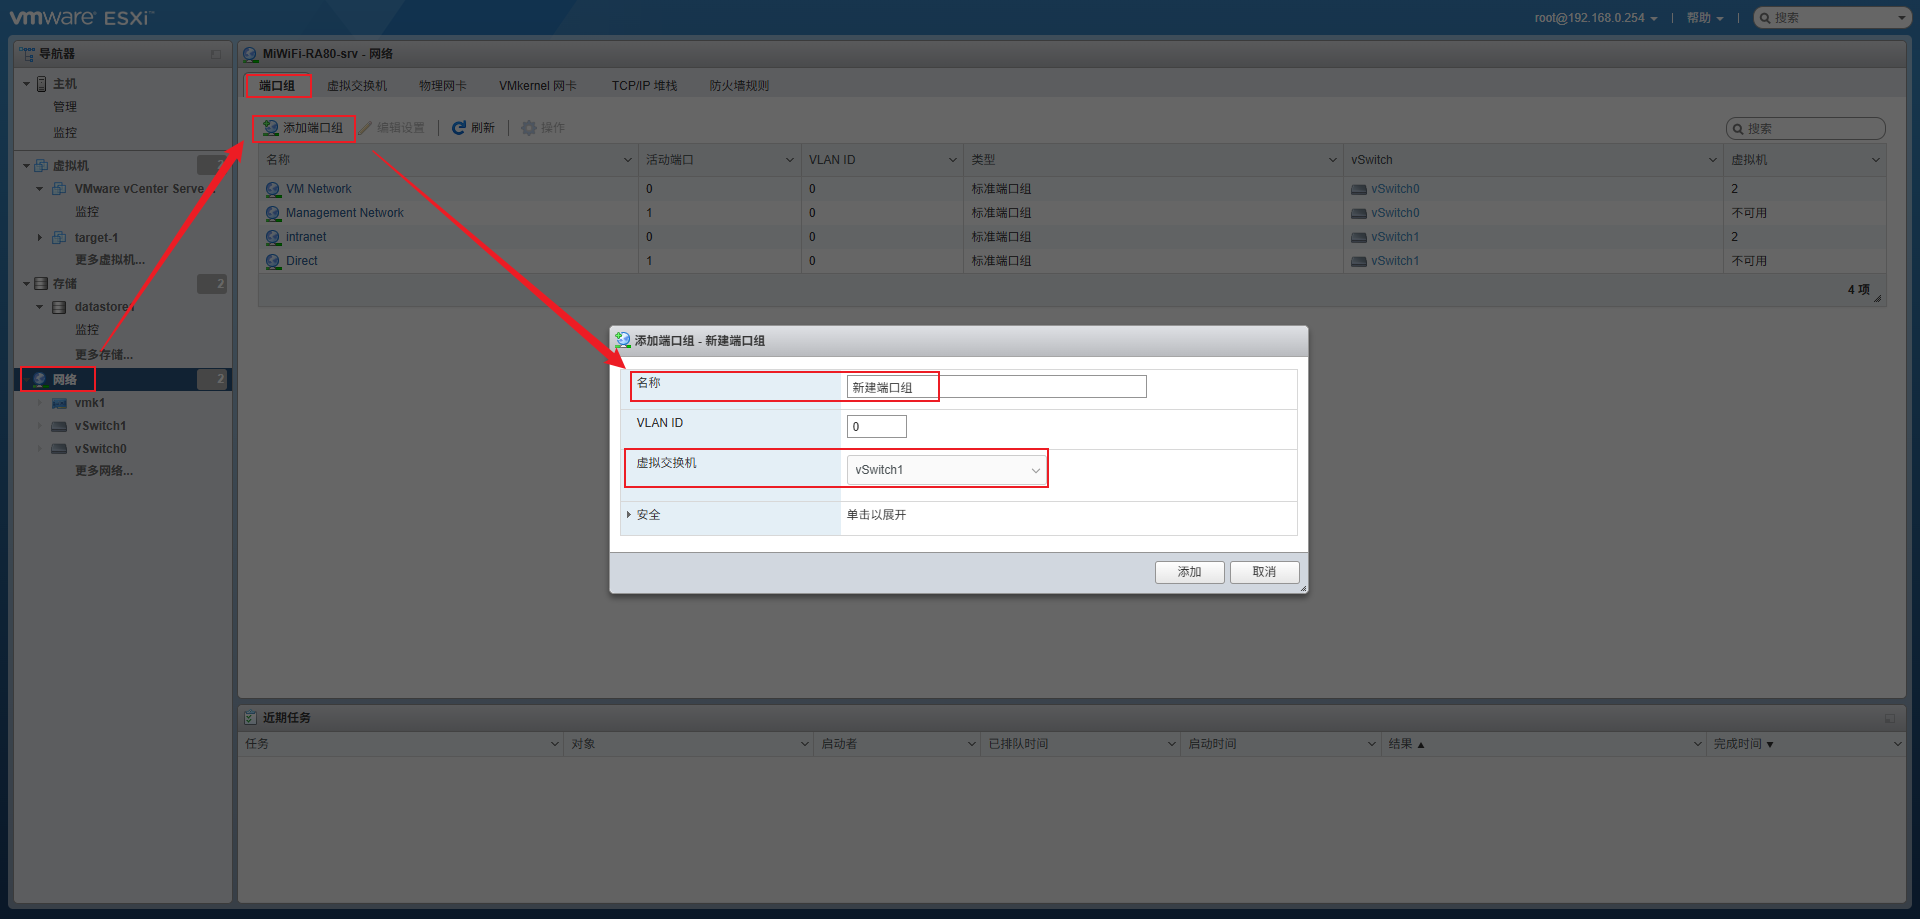 vmware ESXi™
root@192.168.0.254
帮助
搜索
导航器
主机
管理
监控
虚拟机
2
VMware vCenter Serve
监控
target-1
更多虚拟机...
存储
2
datastore1
监控
更多存储...
网络
2
vmk1
vSwitch1
vSwitch0
更多网络...
MiWiFi-RA80-srv - 网络
端口组
虚拟交换机
物理网卡
VMkernel 网卡
TCP/IP 堆栈
防火墙规则
添加端口组
编辑设置
刷新
操作
搜索
名称 活动端口 VLAN ID 类型 vSwitch 虚拟机
VM Network 0 0 标准端口组 vSwitch0 2
Management Network 1 0 标准端口组 vSwitch0 不可用
intranet 0 0 标准端口组 vSwitch1 2
Direct 1 0 标准端口组 vSwitch1 不可用
4 项
添加端口组 - 新建端口组
名称 新建端口组
VLAN ID 0
虚拟交换机 vSwitch1
安全 单击以展开
添加 取消
近期任务
任务 对象 启动者 已排队时间 启动时间 结果 ▲ 完成时间 ▼